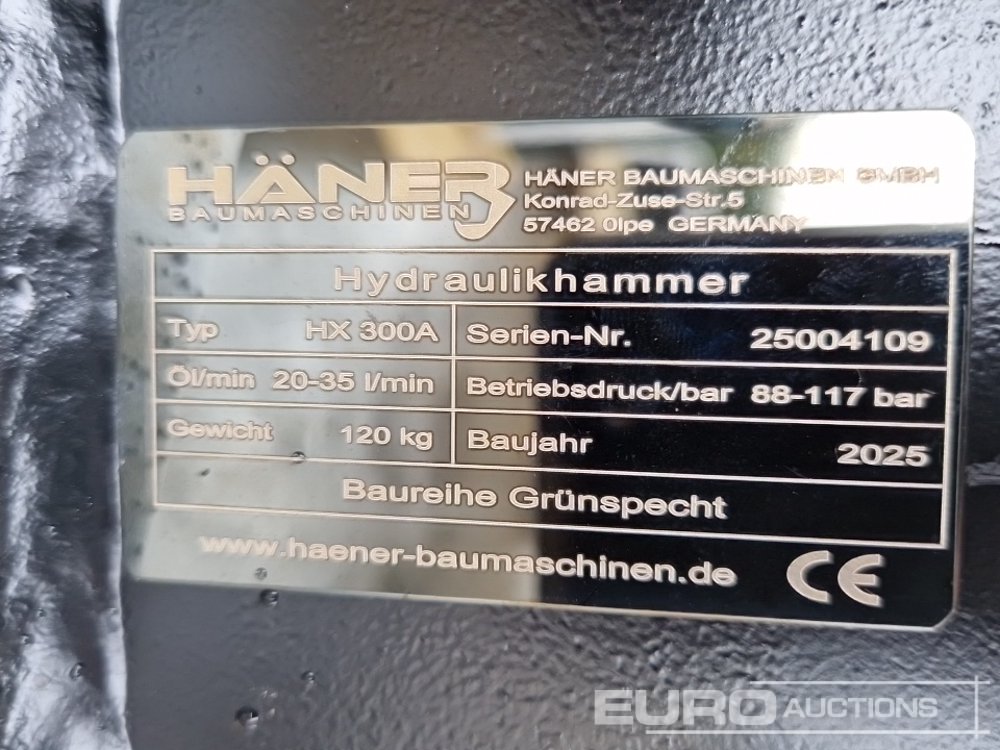 HÄNER
BAUMASCHINEN
HÄNER BAUMASCHINEN GMBH
Konrad-Zuse-Str.5
57462 Olpe GERMANY
Hydraulikhammer
Typ HX 300A Serien-Nr. 25004109
Öl/min 20-35 l/min Betriebsdruck/bar 88-117 bar
Gewicht 120 kg Baujahr 2025
Baureihe Grünspecht
www.haener-baumaschinen.de CE
EURO AUCTIONS